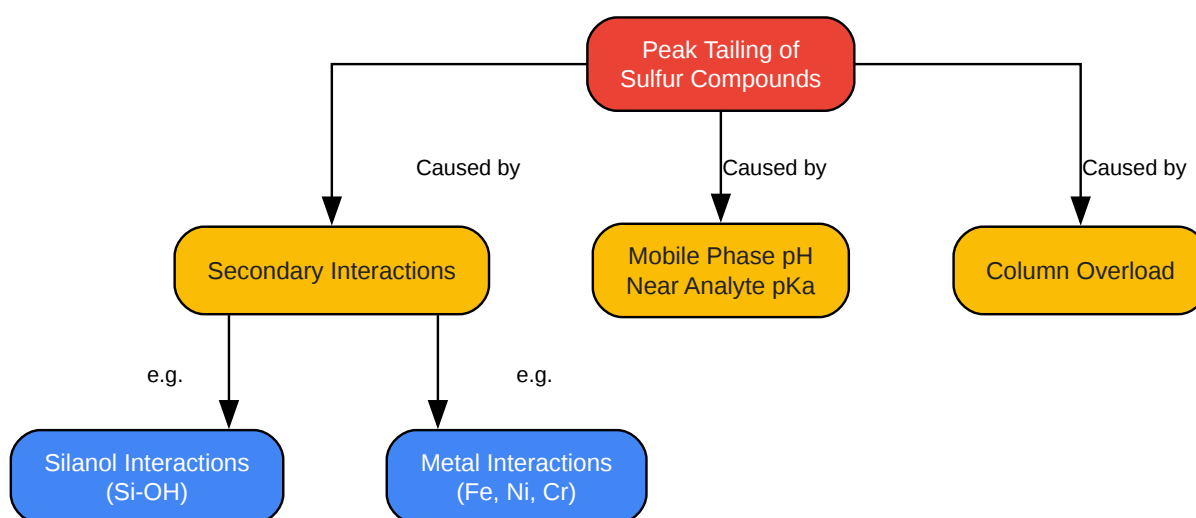 Peak Tailing of
Sulfur Compounds
Caused by
Caused by
Caused by
Secondary Interactions
Mobile Phase pH
Near Analyte pKa
Column Overload
e.g.
e.g.
Silanol Interactions
(Si-OH)
Metal Interactions
(Fe, Ni, Cr)